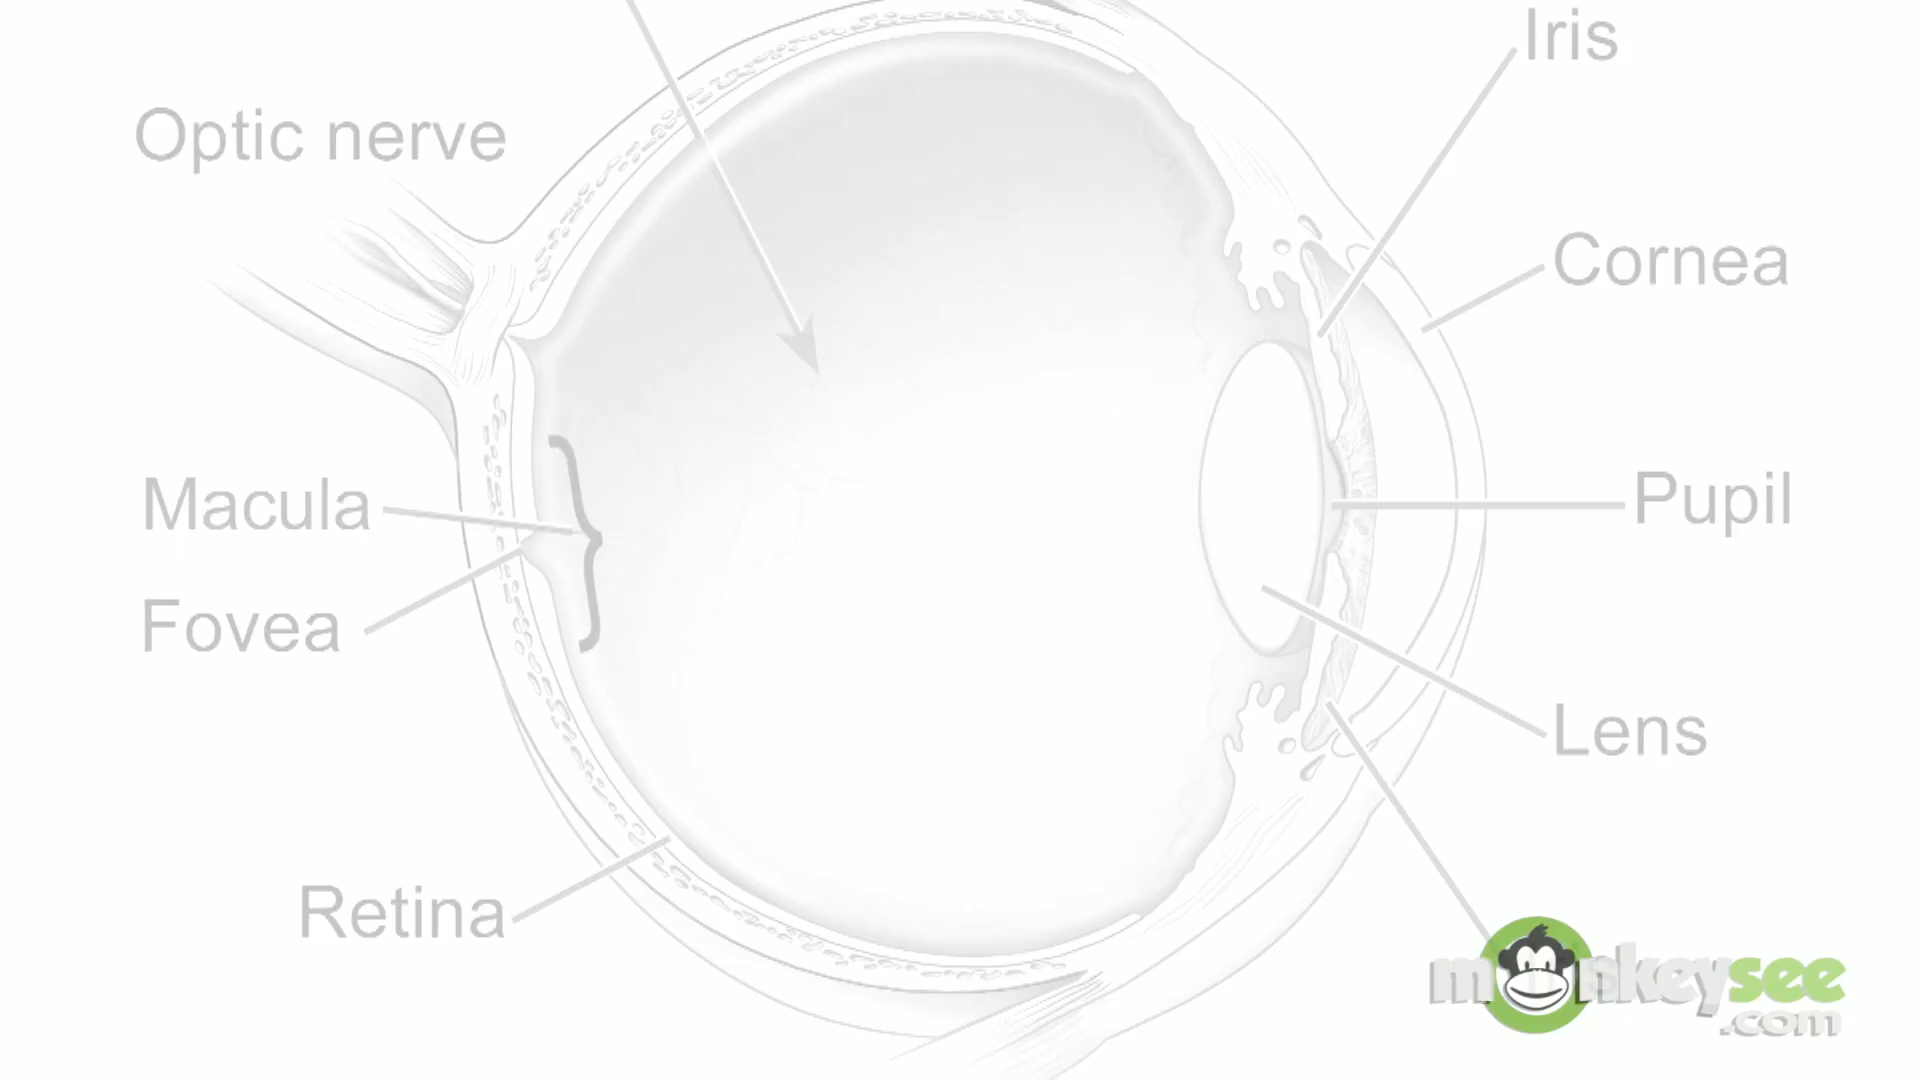 Iris
Optic nerve
Cornea
Macula
Pupil
Fovea
Lens
Retina
monkeysee
.com